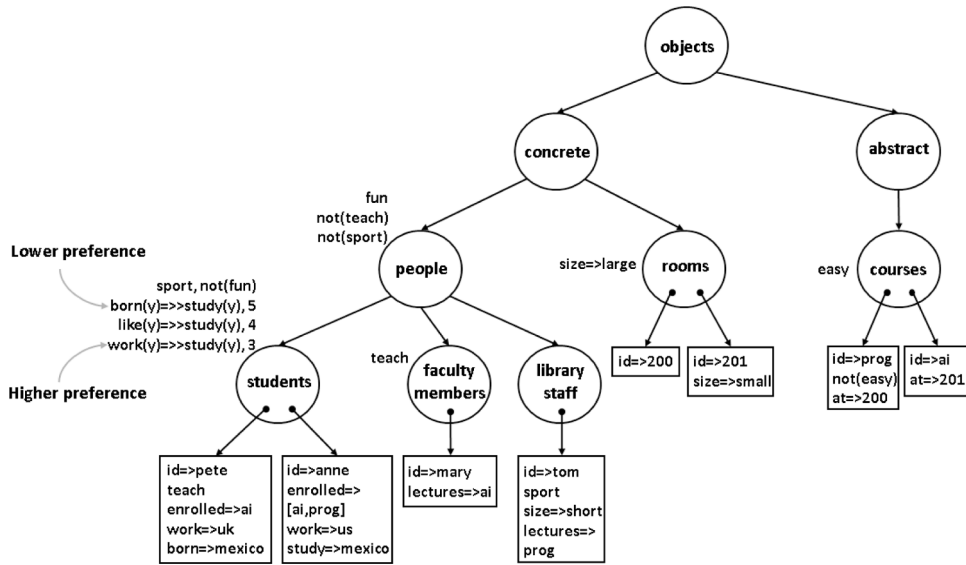 objects
concrete
abstract
fun
not(teach)
not(sport)
people
size=>large
rooms
easy
courses
Lower preference
sport, not(fun)
born(y)=>>study(y), 5
like(y)=>>study(y), 4
work(y)=>>study(y), 3
Higher preference
students
teach
faculty
members
library
staff
id=>200
id=>201
size=>small
id=>prog
not(easy)
at=>200
id=>ai
at=>201
id=>pete
teach
enrolled=>ai
work=>uk
born=>mexico
id=>anne
enrolled=>
[ai,prog]
work=>us
study=>mexico
id=>mary
lectures=>ai
id=>tom
sport
size=>short
lectures=>
prog